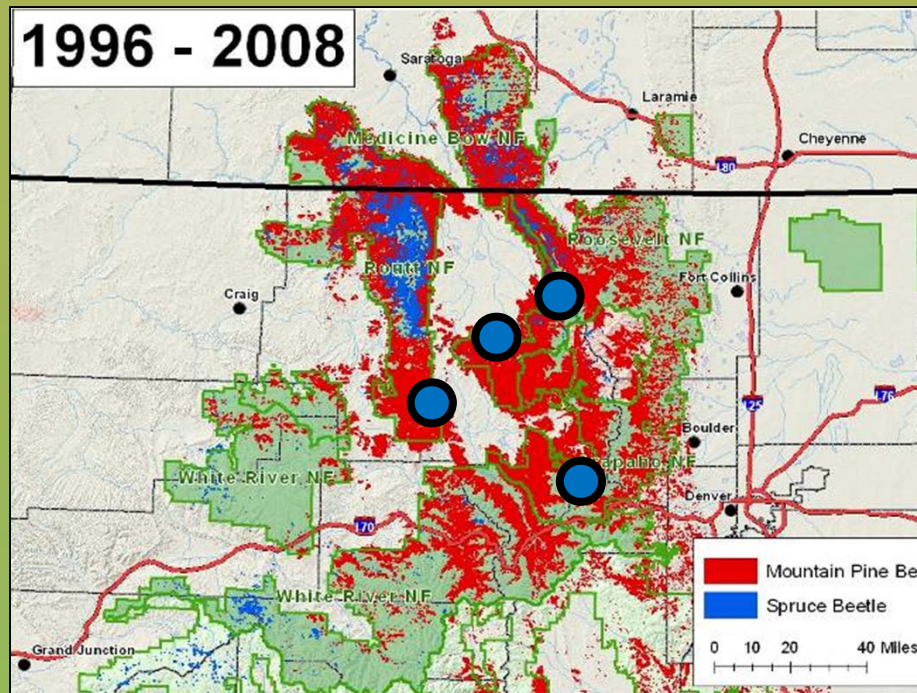 1996 - 2008
Saratoga
Laramie
Medicine Bow NF
Cheyenne
80
Roosevelt NF
Routt NF
Fort Collins
Craig
76
25
Boulder
apaho NF
White River NF
Denver
70
Mountain Pine Be
White River NF
Spruce Beetle
Grand Junction
0 10 20 40 Miles